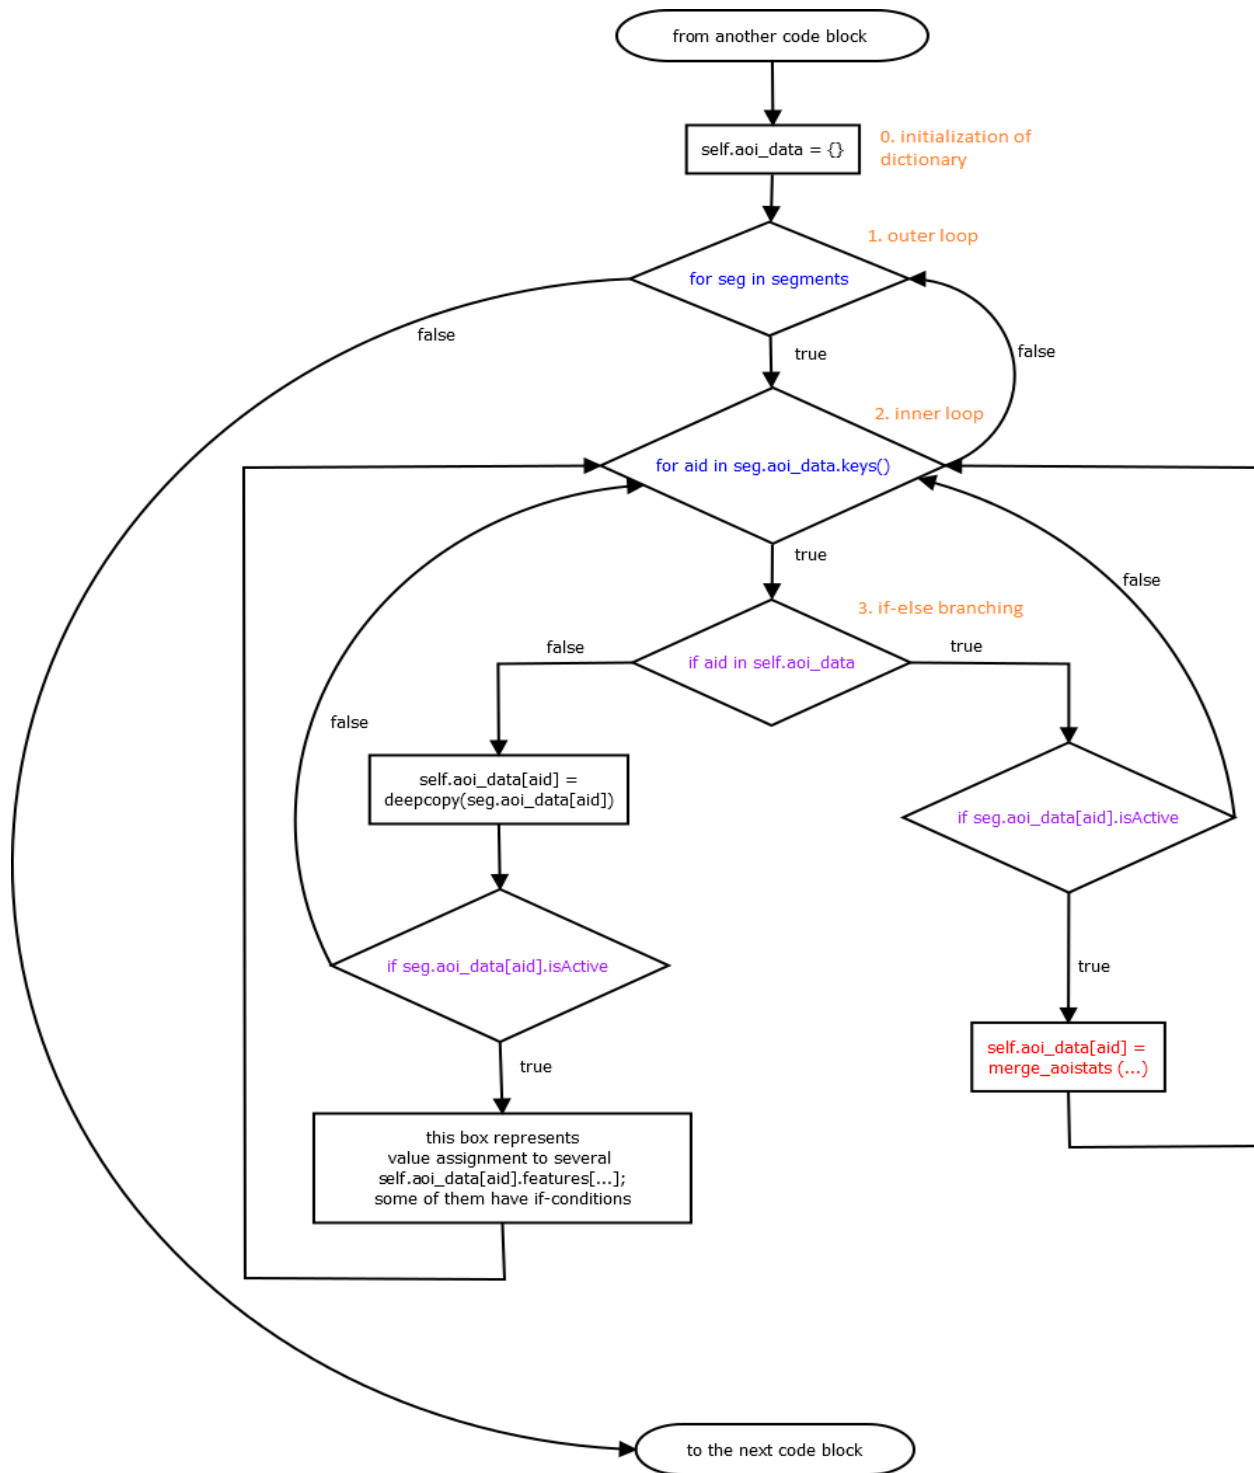 from another code block
self.aoi_data = {}
0. initialization of
dictionary
1. outer loop
for seg in segments
false
true
false
2. inner loop
for aid in seg.aoi_data.keys()
true
false
3. if-else branching
false
true
if aid in self.aoi_data
false
self.aoi_data[aid] =
deepcopy(seg.aoi_data[aid])
if seg.aoi_data[aid].isActive
if seg.aoi_data[aid].isActive
true
self.aoi_data[aid] =
merge_aoistats (...)
true
this box represents
value assignment to several
self.aoi_data[aid].features[...];
some of them have if-conditions
to the next code block